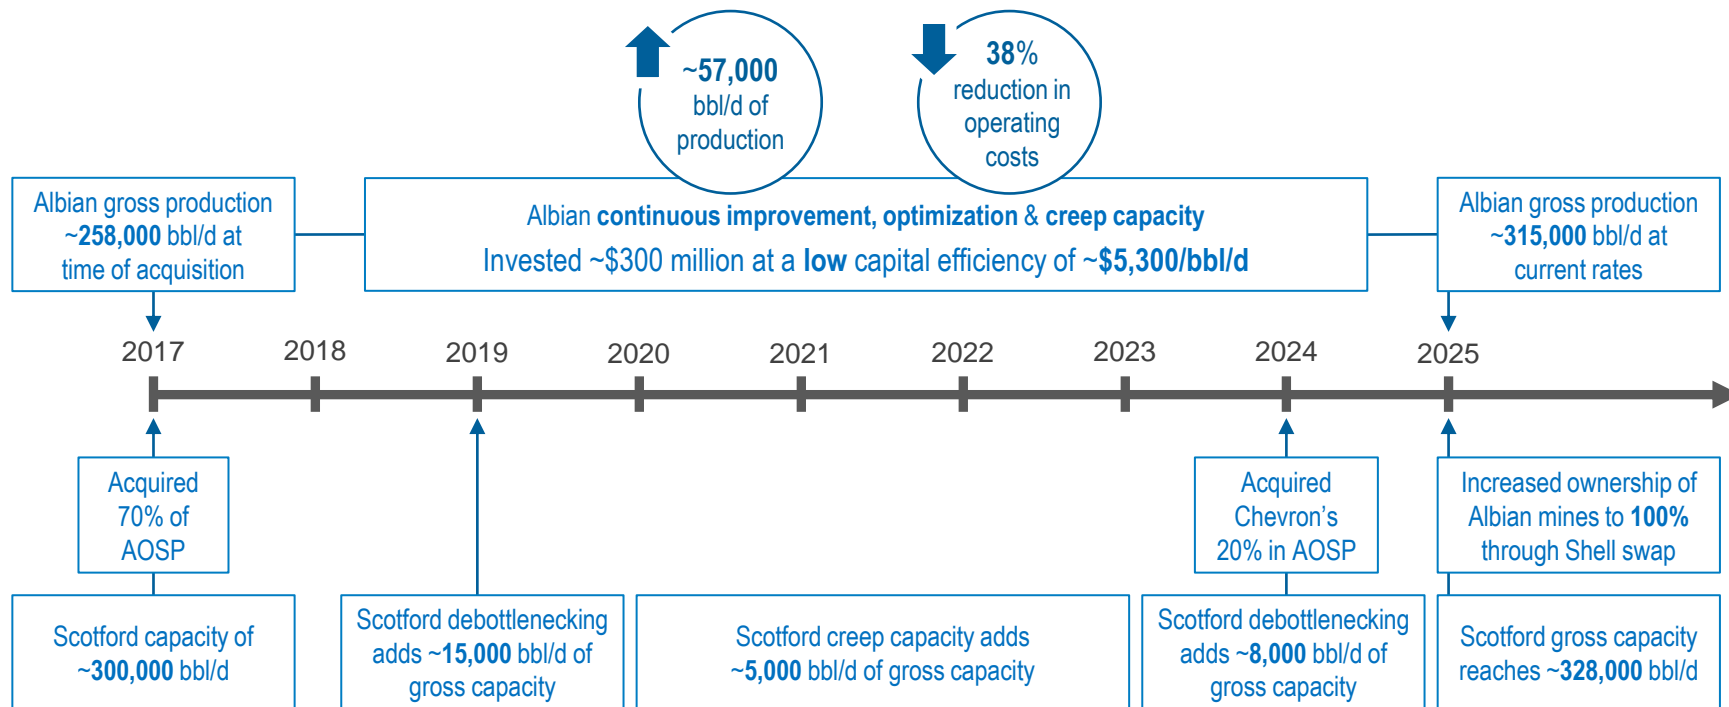 ~57,000
bbl/d of
production
38%
reduction in
operating
costs
Albian gross production
~258,000 bbl/d at
time of acquisition
Albian continuous improvement, optimization & creep capacity
Invested ~$300 million at a low capital efficiency of ~$5,300/bbl/d
Albian gross production
~315,000 bbl/d at
current rates
2017
2018
2019
2020
2021
2022
2023
2024
2025
Acquired
70% of
AOSP
Acquired
Chevron's
20% in AOSP
Increased ownership of
Albian mines to 100%
through Shell swap
Scotford capacity of
~300,000 bbl/d
Scotford debottlenecking
adds ~15,000 bbl/d of
gross capacity
Scotford creep capacity adds
~5,000 bbl/d of gross capacity
Scotford debottlenecking
adds ~8,000 bbl/d of
gross capacity
Scotford gross capacity
reaches ~328,000 bbl/d